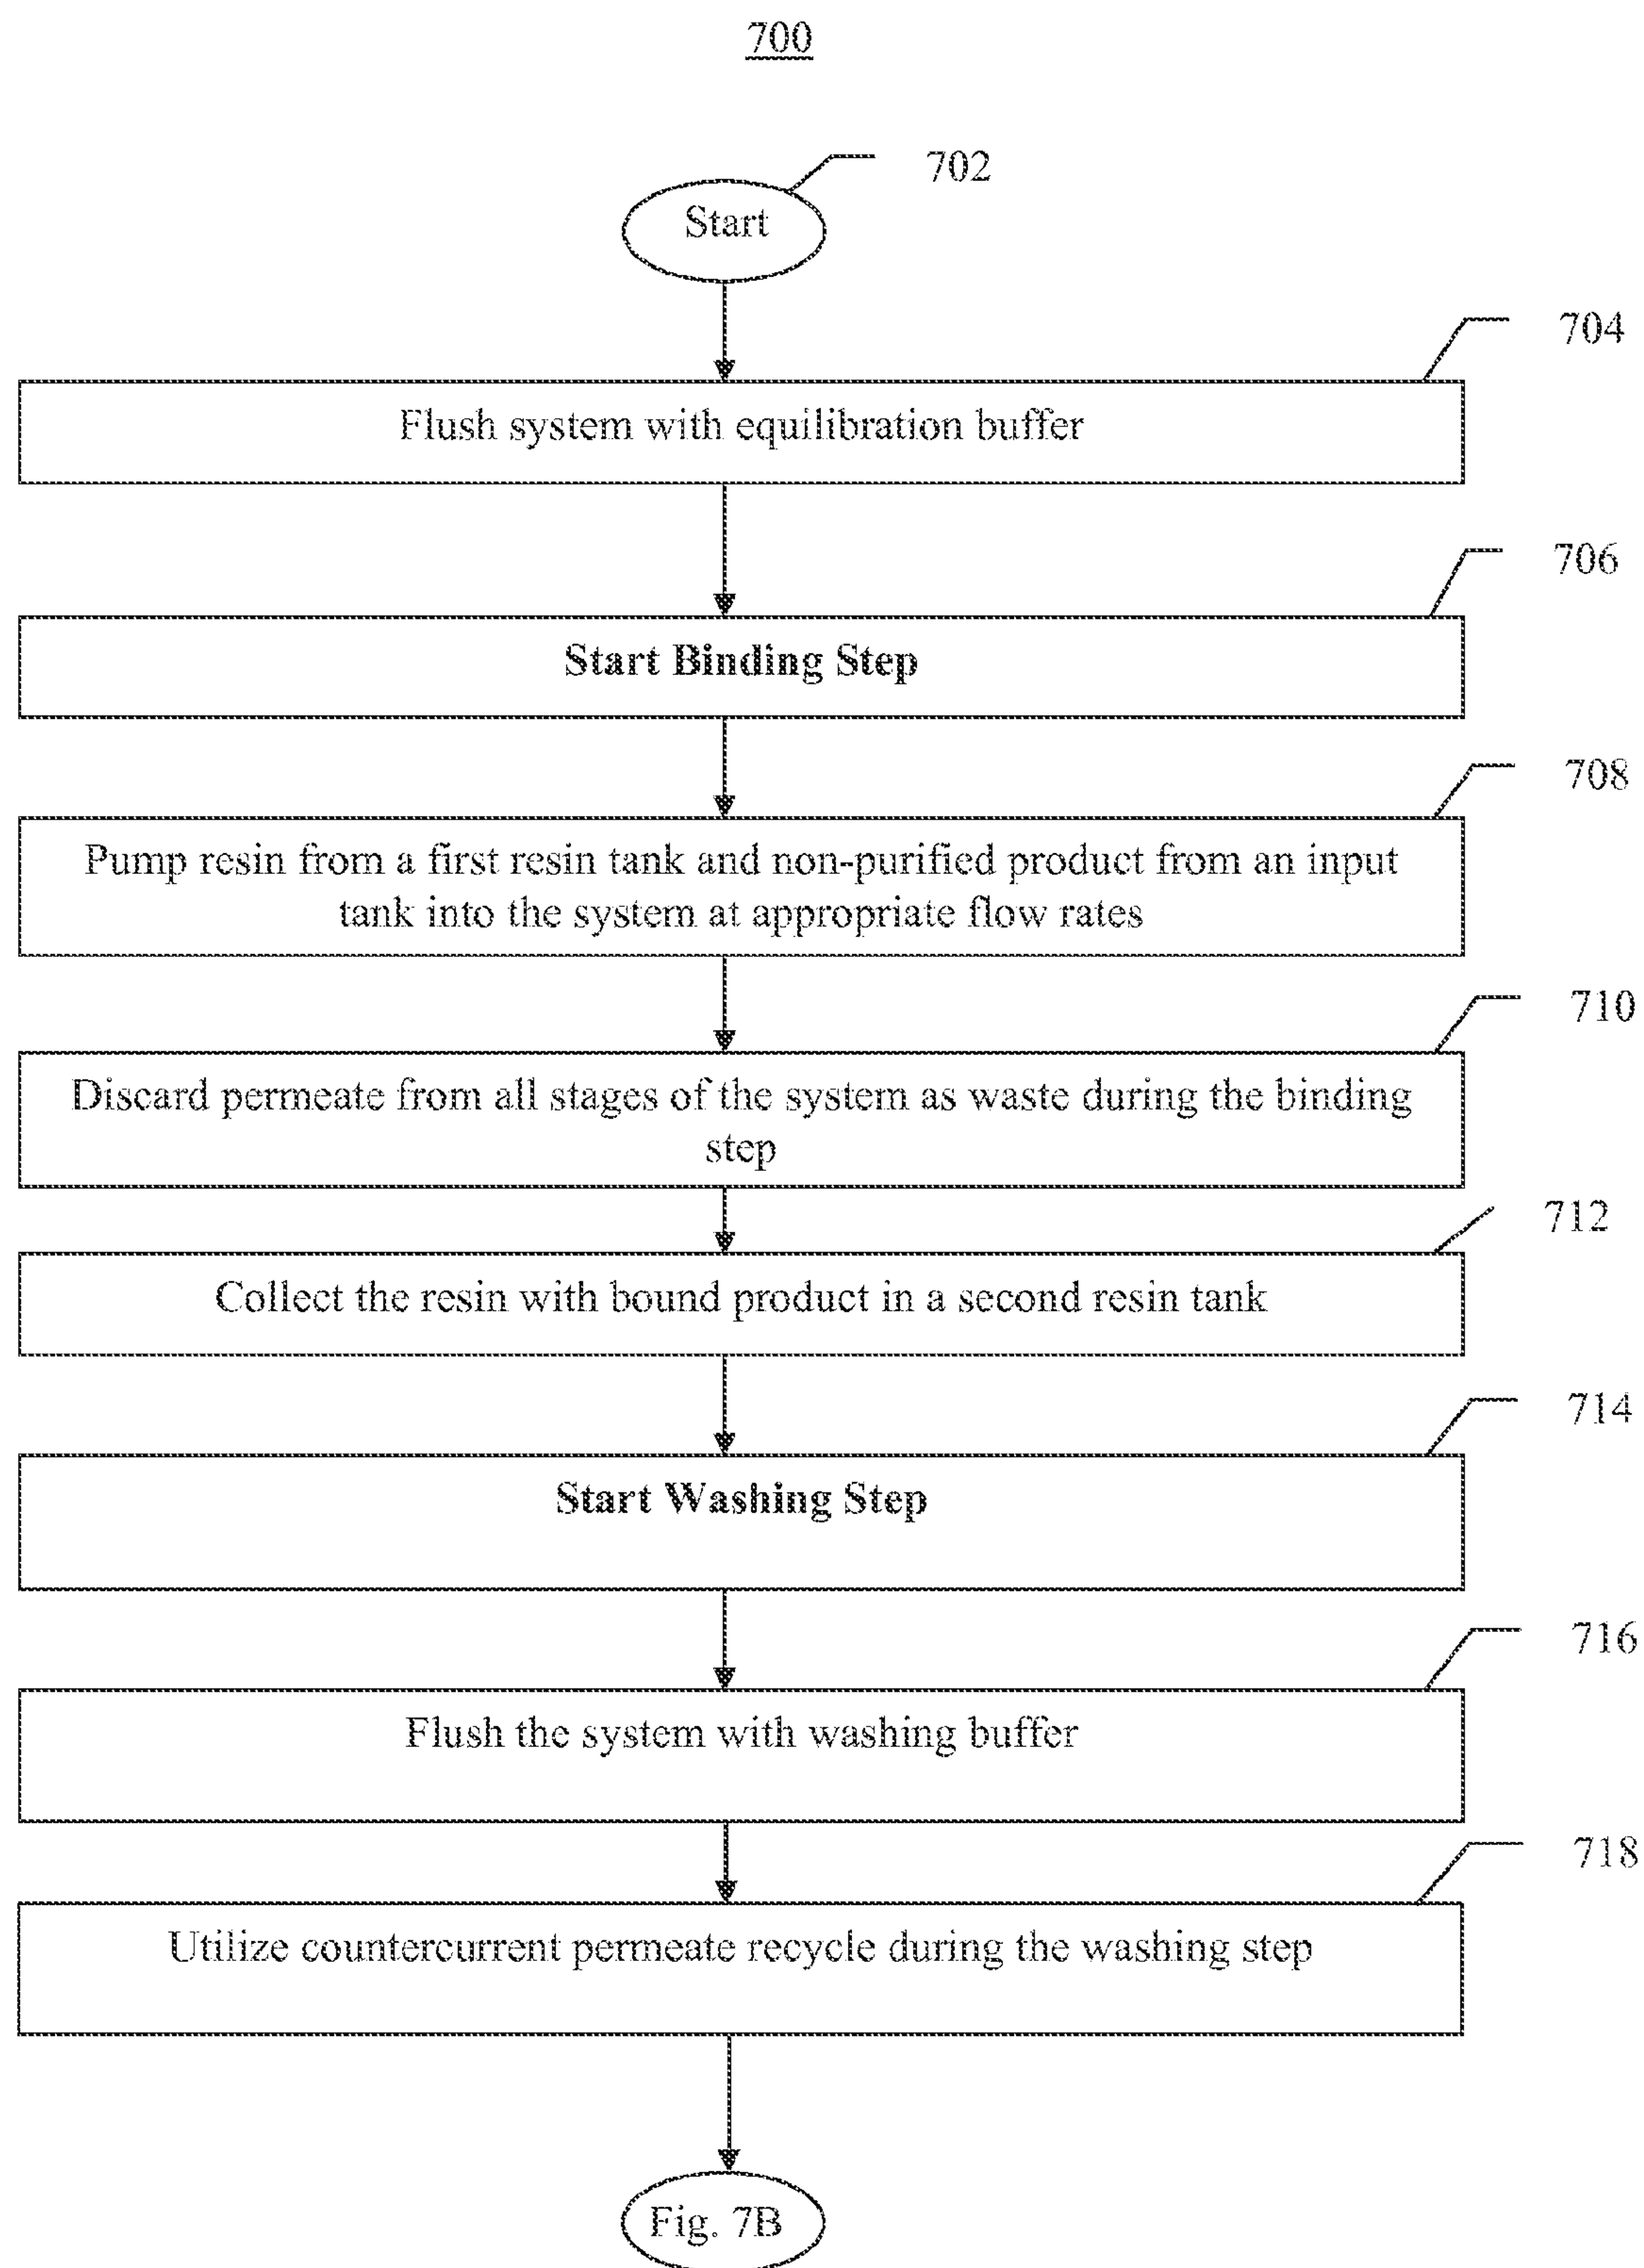 700
702
Start
704
Flush system with equilibration buffer
706
Start Binding Step
708
Pump resin from a first resin tank and non-purified product from an input
tank into the system at appropriate flow rates
710
Discard permeate from all stages of the system as waste during the binding
step
712
Collect the resin with bound product in a second resin tank
714
Start Washing Step
716
Flush the system with washing buffer
718
Utilize countercurrent permeate recycle during the washing step
Fig. 7B